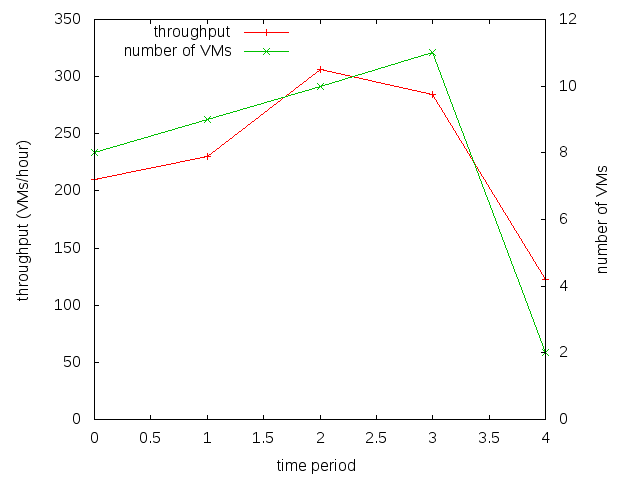 350
300
250
200
150
100
50
0
throughput (VMs/hour)
throughput
number of VMs
12
10
8
6
4
2
0
number of VMs
0 0.5 1 1.5 2 2.5 3 3.5 4
time period